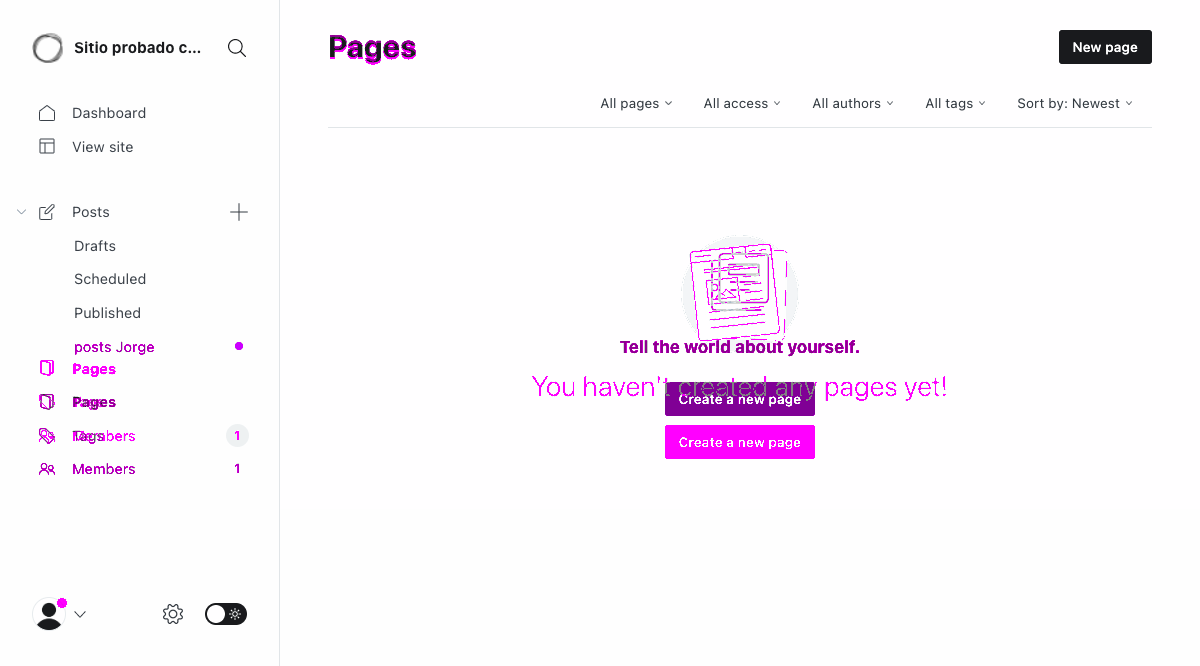 Sitio probado c...
Dashboard
View site
Posts
Drafts
Scheduled
Published
posts Jorge
Pages
Pages
Tags
Members 1
Members 1
Pages
New page
All pages
All access
All authors
All tags
Sort by: Newest
Tell the world about yourself.
You haven't created any pages yet!
Create a new page
Create a new page